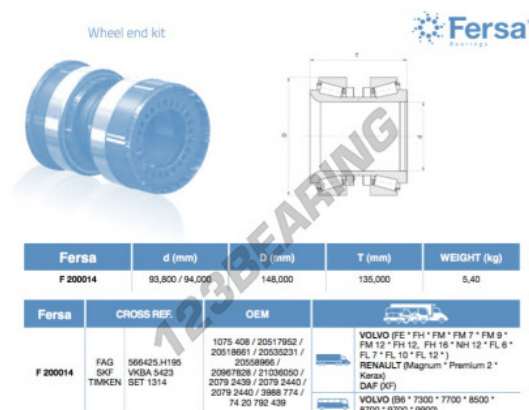 Wheel end kit
Fersa
Bearings
T
D
d
123BEARING
Fersa d (mm) D (mm) T (mm) WEIGHT (kg)
F 200014 93,800 / 94,000 148,000 135,000 5,40
Fersa CROSS REF. OEM
F 200014
FAG 566425.H195
SKF VKBA 5423
TIMKEN SET 1314
1075 408 / 20517952 /
20518661 / 20535231 /
20558966 /
20967828 / 21036050 /
2079 2439 / 2079 2440 /
2079 2440 / 3988 774 /
74 20 792 439
VOLVO (FE * FH * FM * FM 7 * FM 9 *
FM 12 * FH 12, FH 16 * NH 12 * FL 6 *
FL 7 * FL 10 * FL 12 * )
RENAULT (Magnum * Premium 2 *
Kerax)
DAF (XF)
VOLVO (B6 * 7300 * 7700 * 8500 *
8700 * 9700 * 9900)